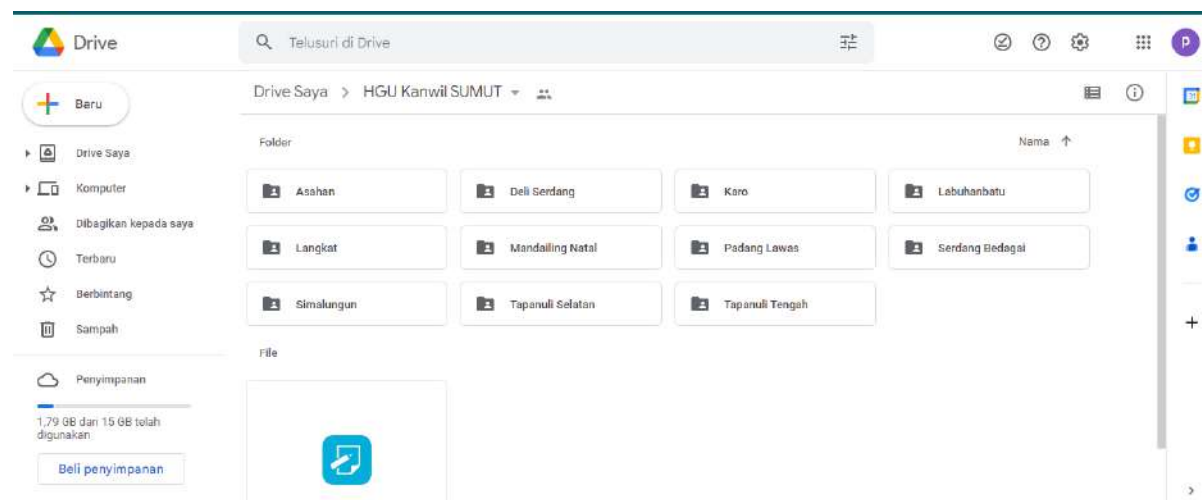 Drive
Telusuri di Drive
P
Baru
Drive Saya > HGU Kanwil SUMUT
Drive Saya
Komputer
Dibagikan kepada saya
Terbaru
Berbintang
Sampah
Penyimpanan
1,79 GB dari 15 GB telah
digunakan
Beli penyimpanan
Folder
Nama
Asahan
Deli Serdang
Karo
Labuhanbatu
Langkat
Mandailing Natal
Padang Lawas
Serdang Bedagai
Simalungun
Tapanuli Selatan
Tapanuli Tengah
File